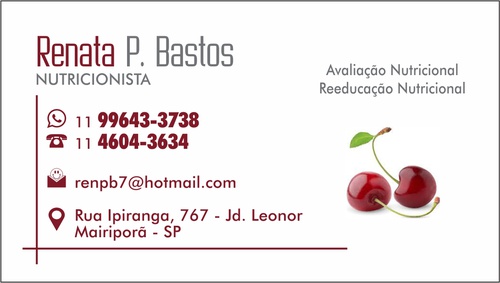 Renata P. Bastos
NUTRICIONISTA
Avaliação Nutricional
Reeducação Nutricional
11 99643-3738
11 4604-3634
renpb7@hotmail.com
Rua Ipiranga, 767 - Jd. Leonor
Mairiporã - SP